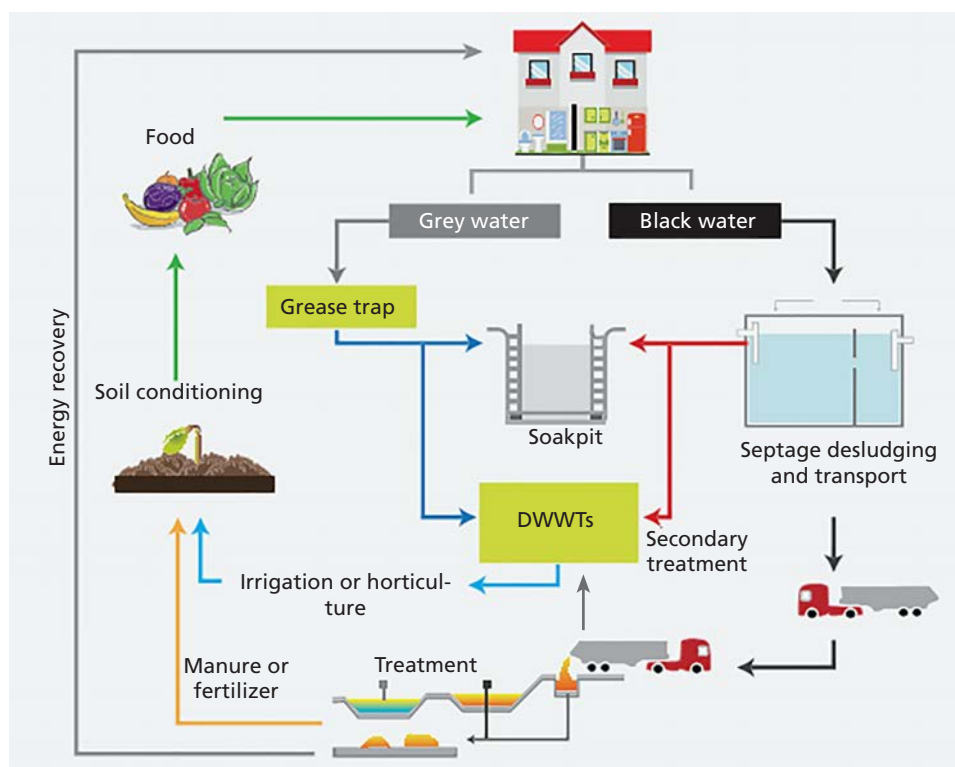 Food
Grey water
Black water
Grease trap
Energy recovery
Soil conditioning
Soakpit
Septage desludging
and transport
DWWTs
Secondary
treatment
Irrigation or horticul-
ture
Manure or
fertilizer
Treatment